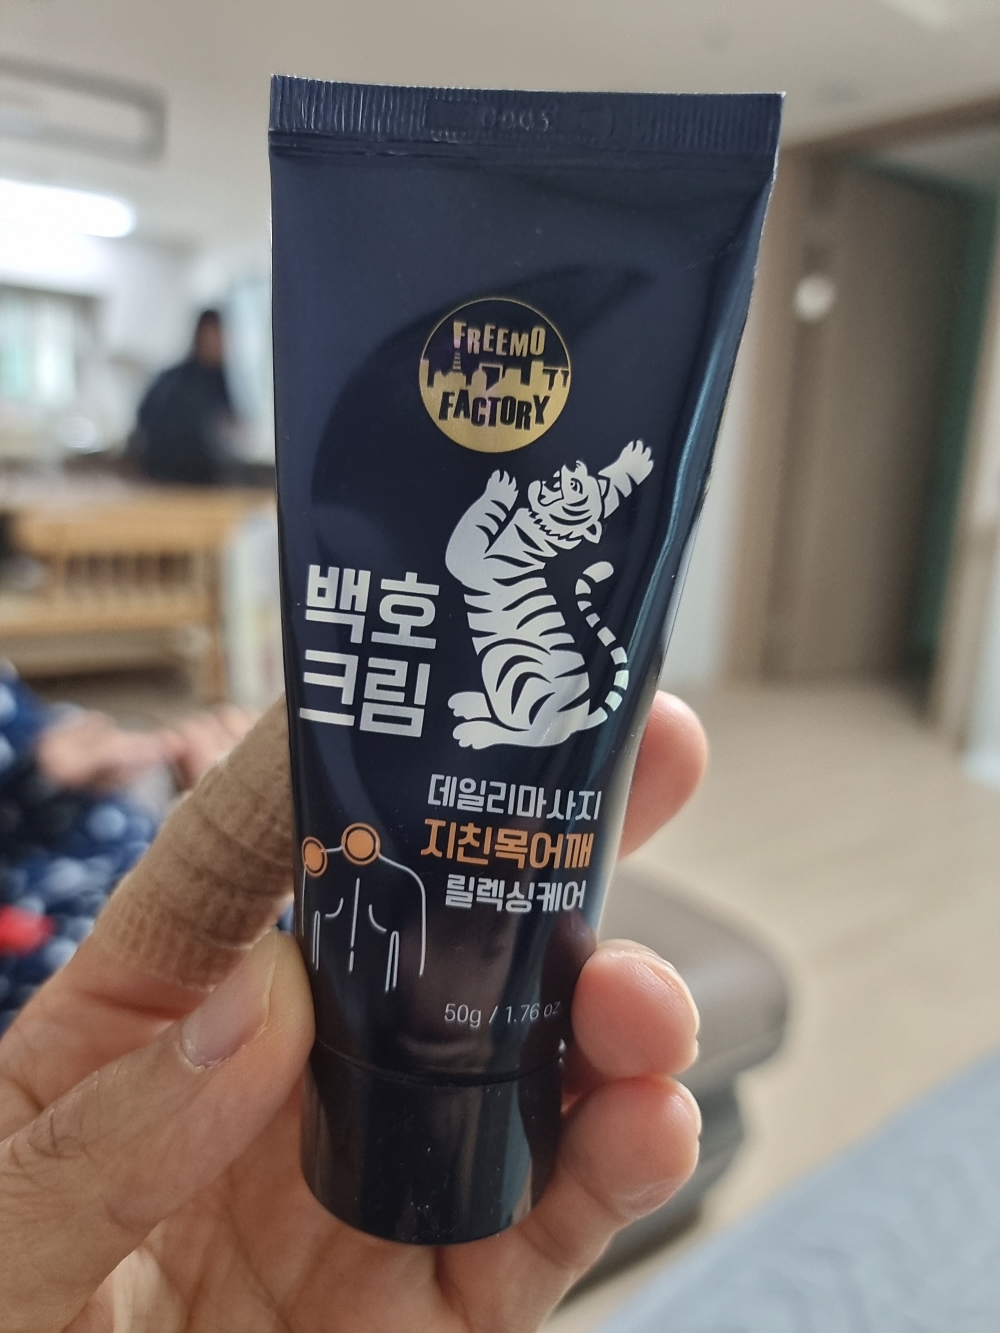 FREEMO
FACTORY
백호
크림
데일리마사지
지친목어깨
릴렉싱케어
50g / 1.76 oz